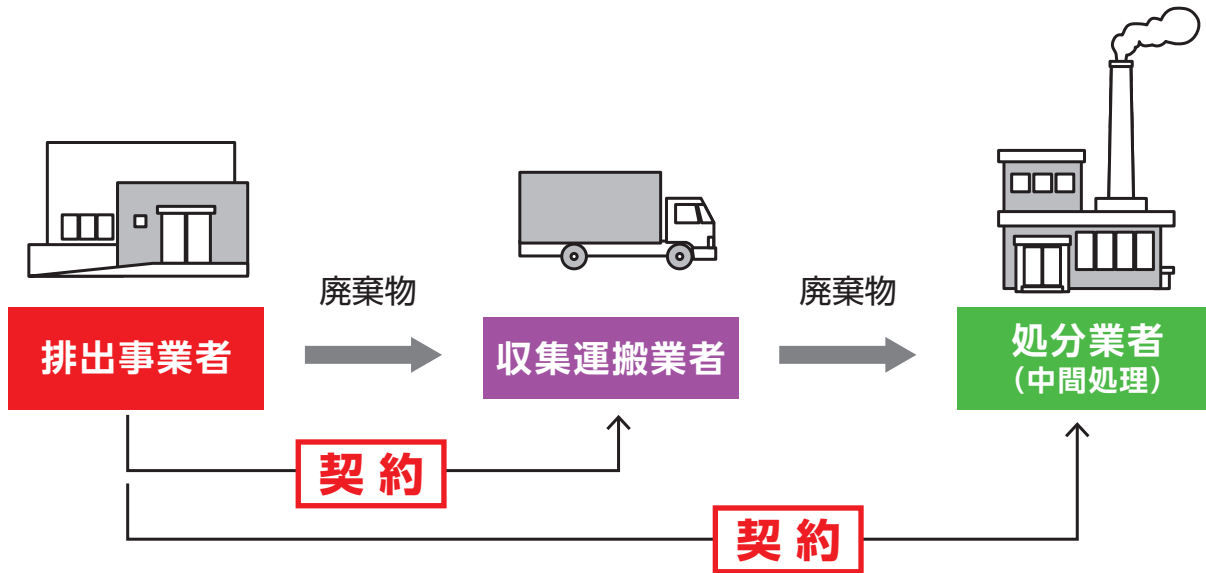 廃棄物
廃棄物
排出事業者
収集運搬業者
処分業者
（中間処理）
契約
契約